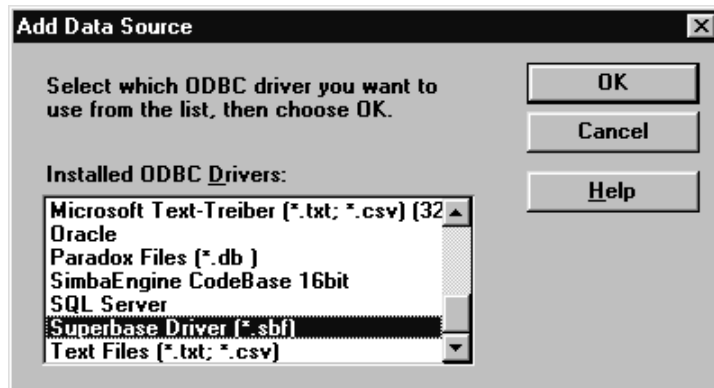 Add Data Source
Select which ODBC driver you want to
use from the list, then choose OK.
OK
Cancel
Help
Installed ODBC Drivers:
Microsoft Text-Treiber (*.txt; *.csv) (32
Oracle
Paradox Files (*.db )
SimbaEngine CodeBase 16bit
SQL Server
Superbase Driver (*.sbf)
Text Files (*.txt; *.csv)